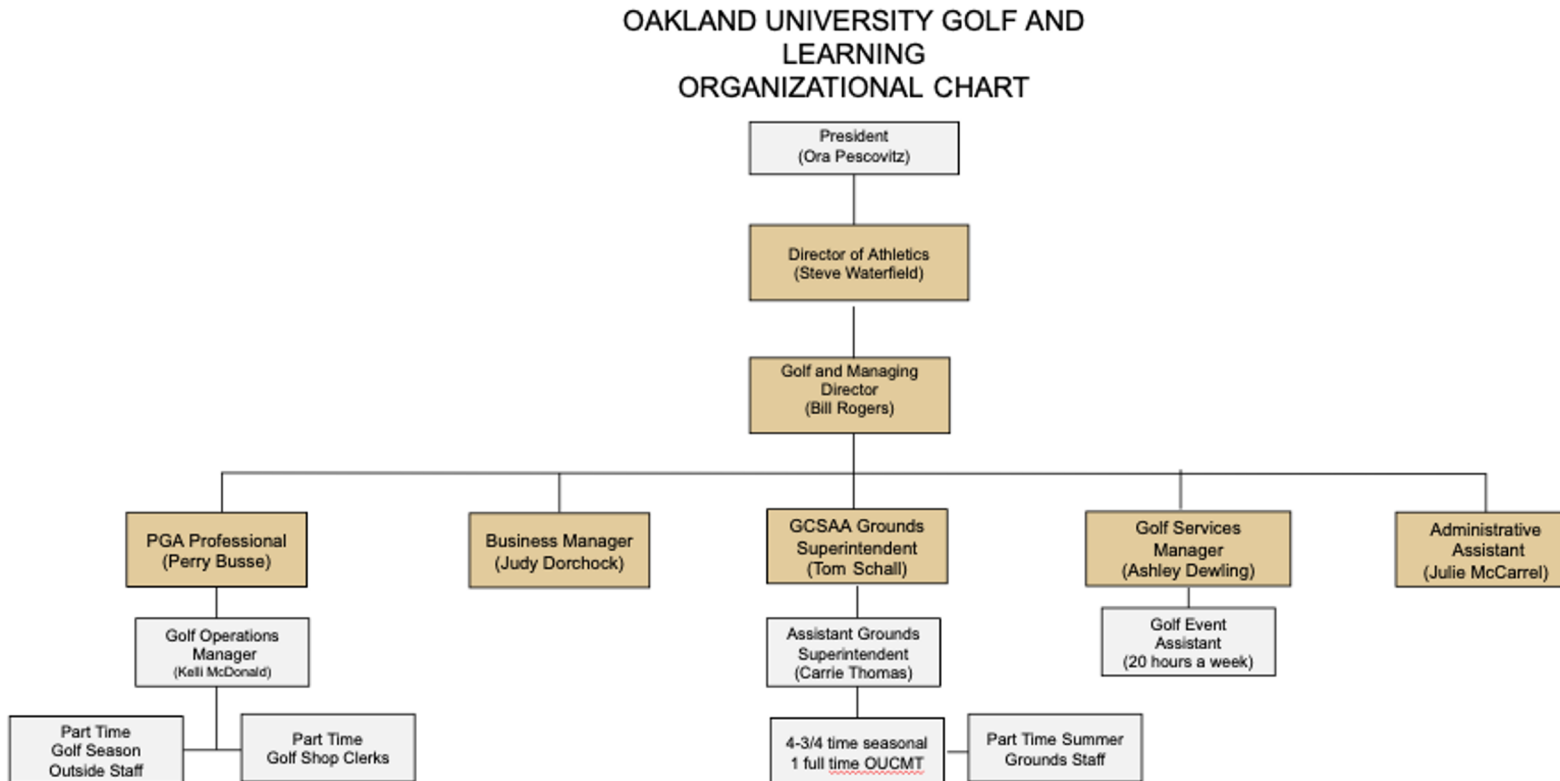 OAKLAND UNIVERSITY GOLF AND
LEARNING
ORGANIZATIONAL CHART
President
(Ora Pescovitz)
Director of Athletics
(Steve Waterfield)
Golf and Managing
Director
(Bill Rogers)
PGA Professional
(Perry Busse)
Business Manager
(Judy Dorchock)
GCSAA Grounds
Superintendent
(Tom Schall)
Golf Services
Manager
(Ashley Dewling)
Administrative
Assistant
(Julie McCarrel)
Golf Operations
Manager
(Kelli McDonald)
Assistant Grounds
Superintendent
(Carrie Thomas)
Golf Event
Assistant
(20 hours a week)
Part Time
Golf Season
Outside Staff
Part Time
Golf Shop Clerks
4-3/4 time seasonal
1 full time OUCMT
Part Time Summer
Grounds Staff